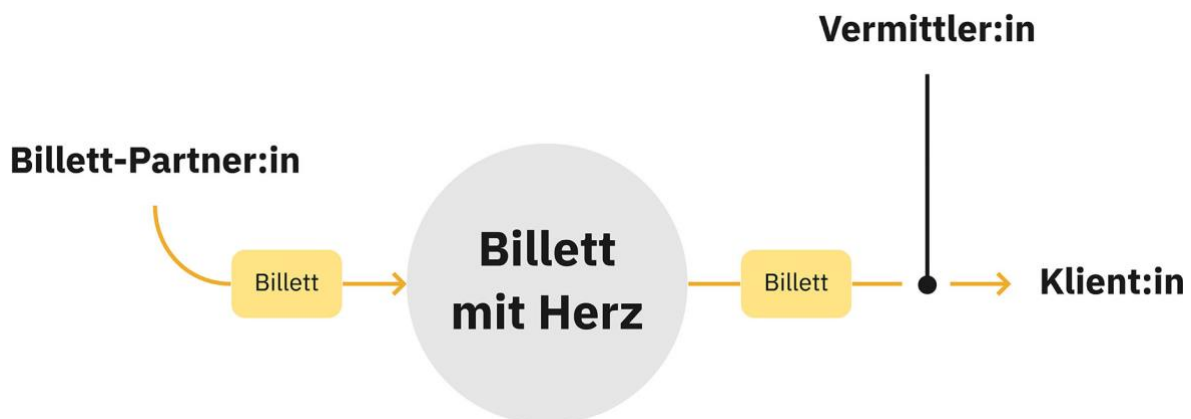 Vermittler:in
Billett-Partner:in
Billett
mit Herz
Billett
Billett
Klient:in